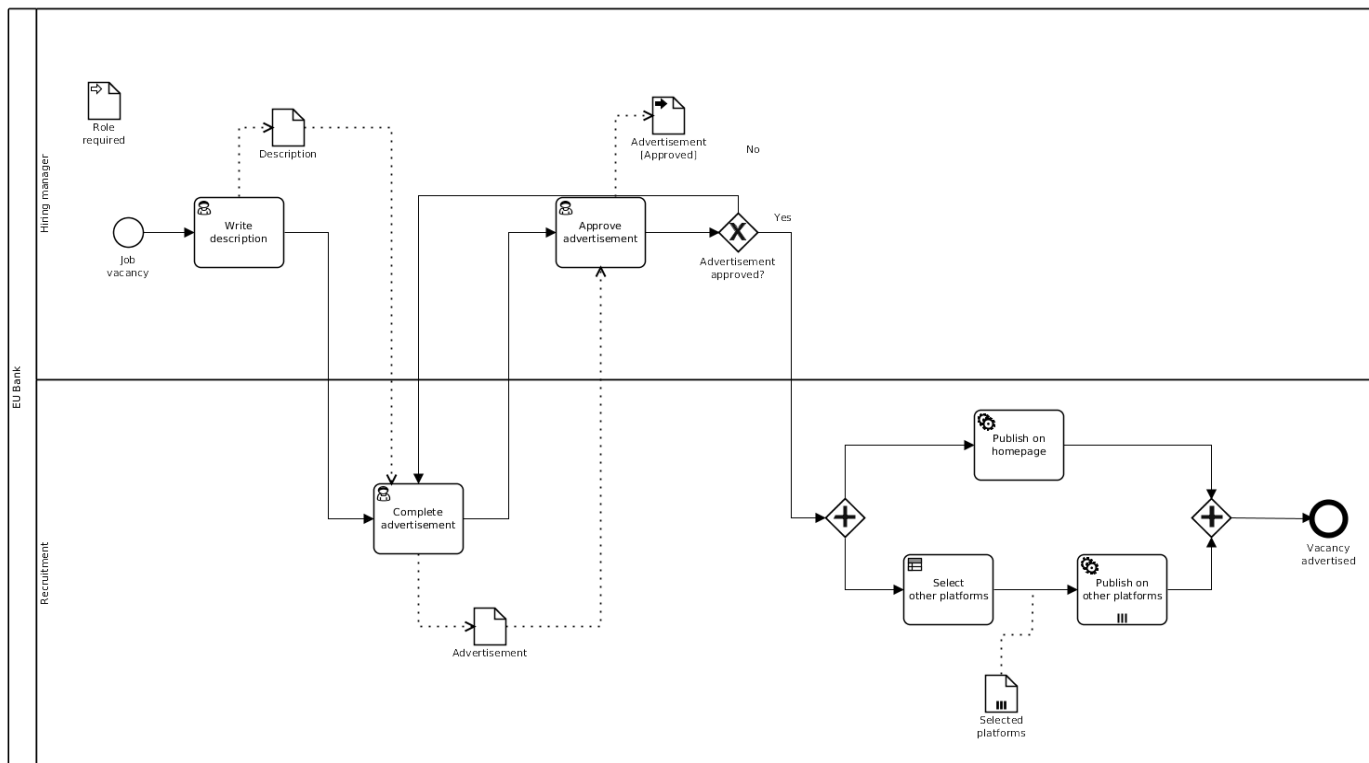 EU Bank
Hiring manager
Role
required
Description
Advertisement
[Approved]
No
Write
description
Approve
advertisement
Yes
Job
vacancy
Advertisement
approved?
Recruitment
Complete
advertisement
Advertisement
Publish on
homepage
Select
other platforms
Publish on
other platforms
Vacancy
advertised
Selected
platforms